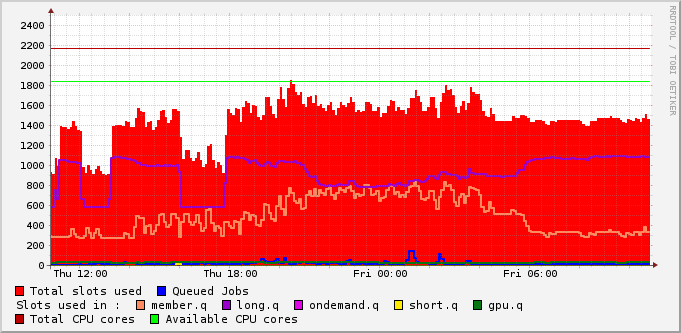 2400
2200
2000
1800
1600
1400
1200
1000
800
600
400
200
0
Thu 12:00 Thu 18:00 Fri 00:00 Fri 06:00
RRDTOOL / TOBI OETIKER
Total slots used Queued Jobs
Slots used in : member.q long.q ondemand.q short.q gpu.q
Total CPU cores Available CPU cores